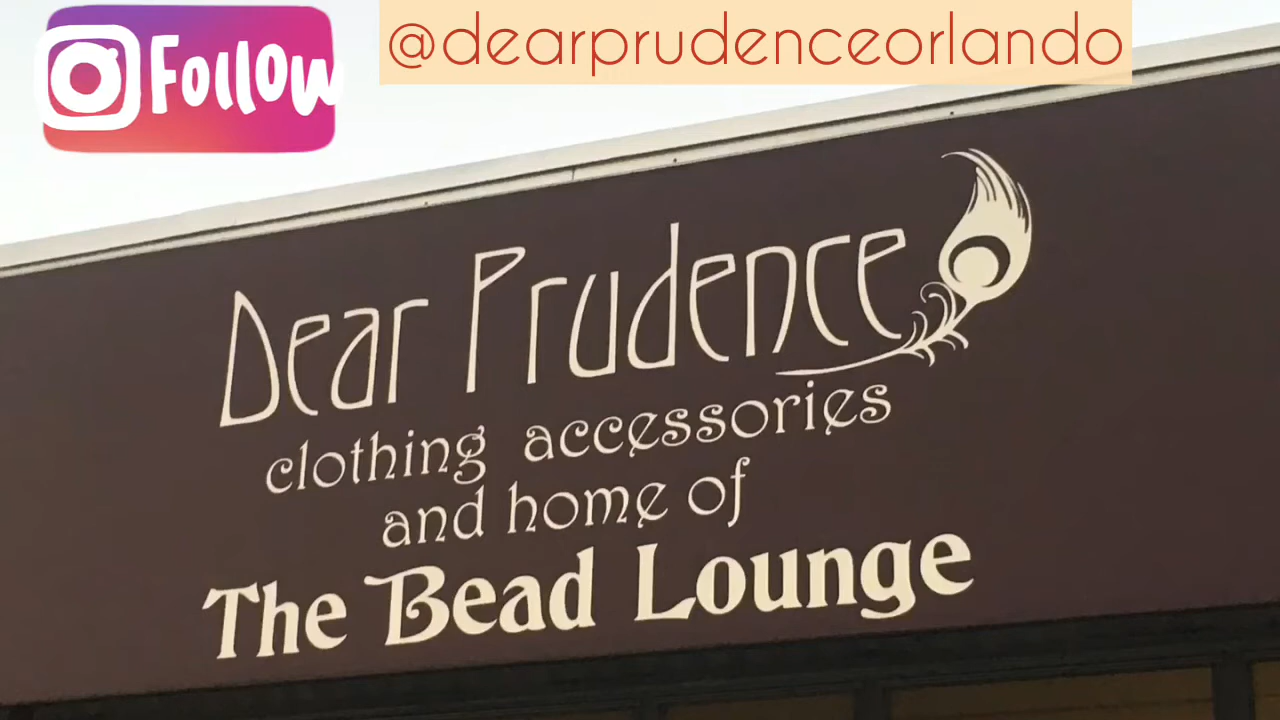 Follow
@dearprudenceorlando
Dear Prudence
clothing accessories
and home of
The Bead Lounge